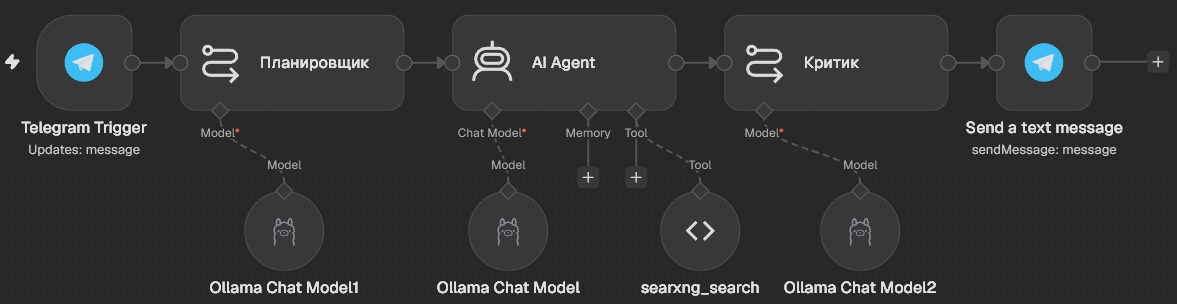 Планировщик
AI Agent
Критик
Telegram Trigger
Updates: message
Model*
Chat Model*
Memory
Tool
Model*
Send a text message
sendMessage: message
Model
Model
Tool
Model
Ollama Chat Model1
Ollama Chat Model
searxng_search
Ollama Chat Model2